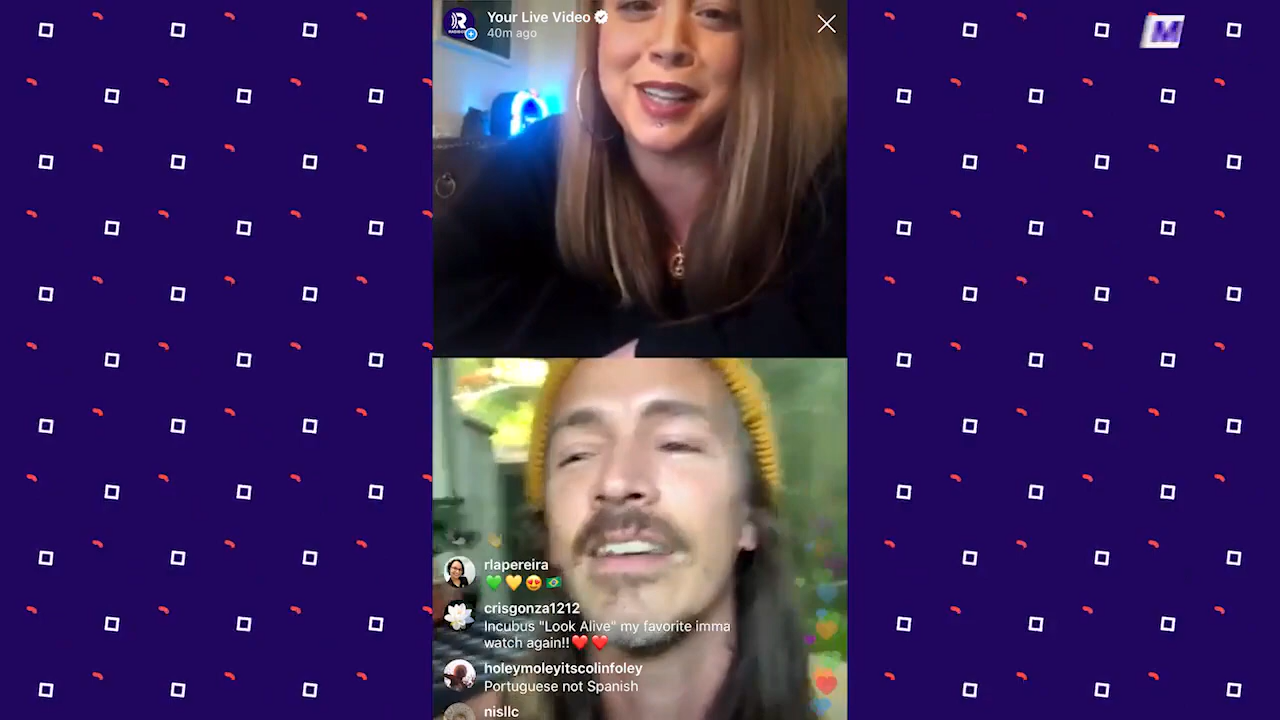 Your Live Video
40m ago
M
rlapereira
💚💛😍🇧🇷
crisgonza1212
Incubus "Look Alive" my favorite imma
watch again!!❤️❤️
holeymoleyitscolinfoley
Portuguese not Spanish
nisllc